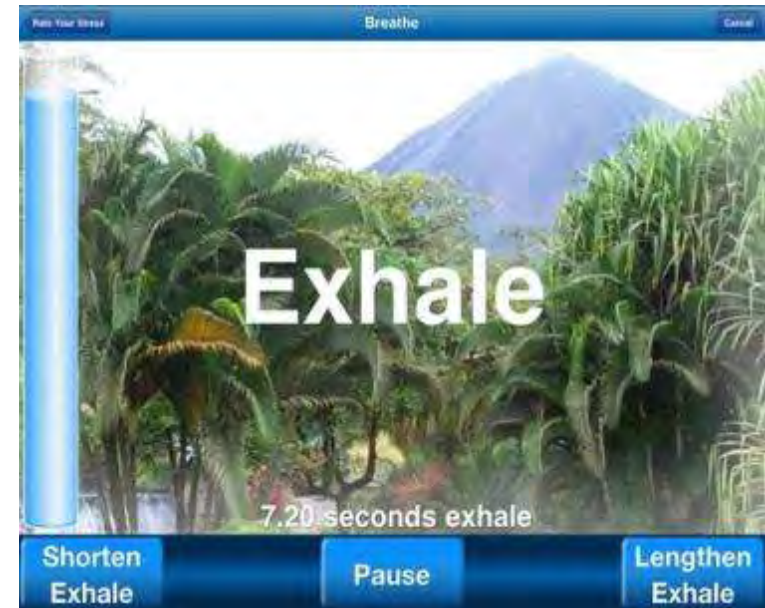 Rate Your Stress
Breathe
Cancel
Exhale
7.20 seconds exhale
Shorten
Exhale
Pause
Lengthen
Exhale